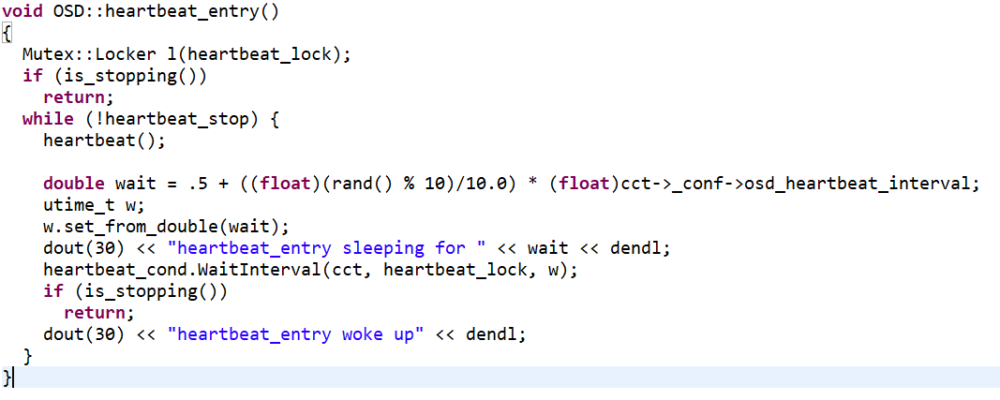 void OSD::heartbeat_entry()
{
  Mutex::Locker l(heartbeat_lock);
  if (is_stopping())
    return;
  while (!heartbeat_stop) {
    heartbeat();

    double wait = .5 + ((float)(rand() % 10)/10.0) * (float)cct->_conf->osd_heartbeat_interval;
    utime_t w;
    w.set_from_double(wait);
    dout(30) << "heartbeat_entry sleeping for " << wait << dendl;
    heartbeat_cond.WaitInterval(cct, heartbeat_lock, w);
    if (is_stopping())
      return;
    dout(30) << "heartbeat_entry woke up" << dendl;
  }
}